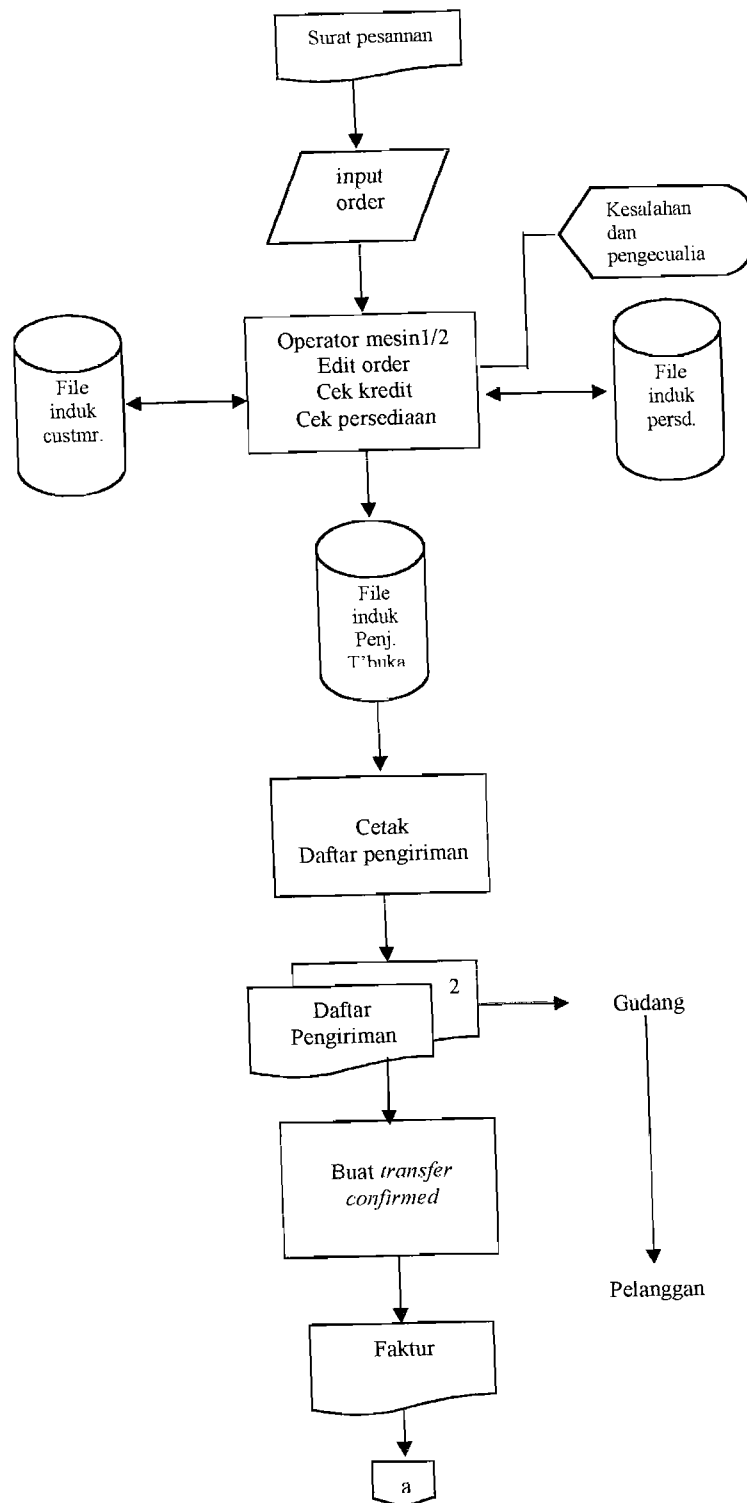 Surat pesannan
input
order
Kesalahan
dan
pengecualia
Operator mesin1/2
Edit order
Cek kredit
Cek persediaan
File
induk
custmr.
File
induk
persd.
File
induk
Penj.
T'buka
Cetak
Daftar pengiriman
2
Daftar
Pengiriman
Gudang
Buat transfer
confirmed
Pelanggan
Faktur
a